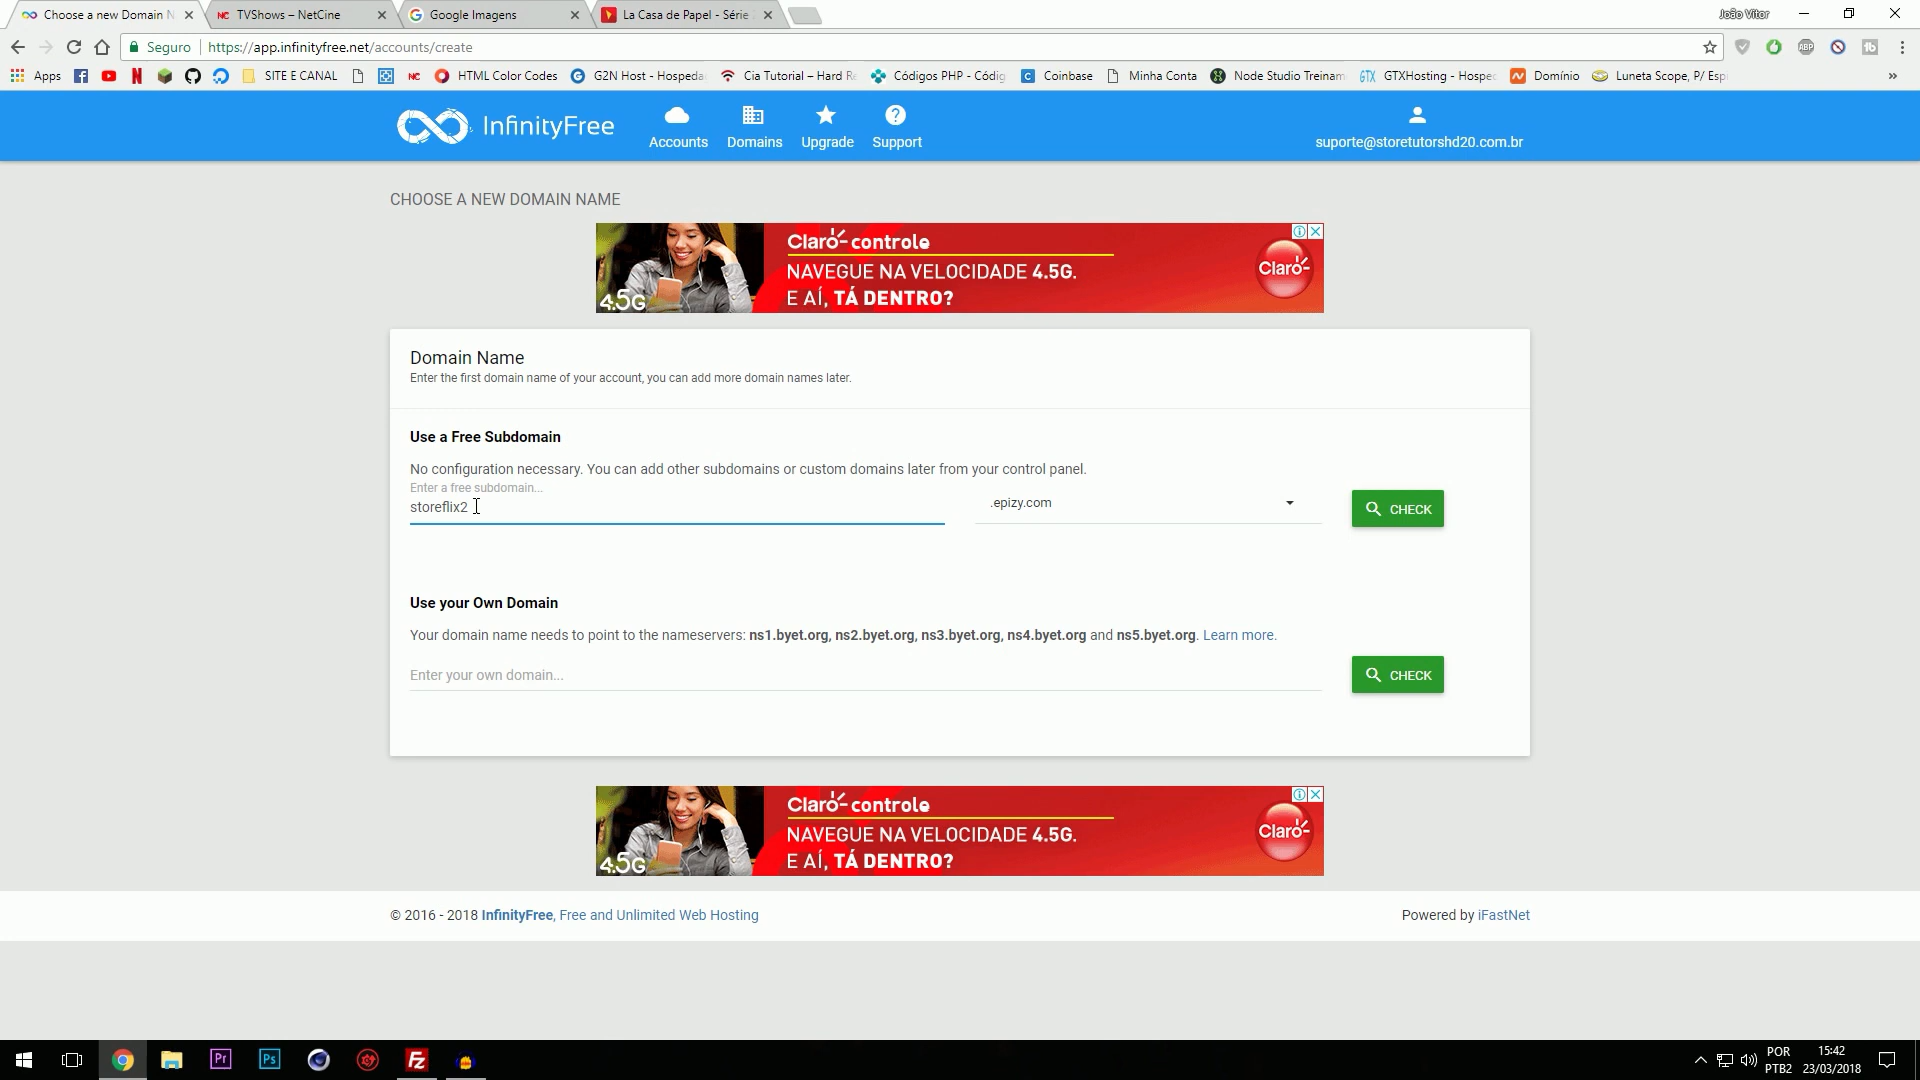 Choose a new Domain N
NC TVShows – NetCine
Google Imagens
La Casa de Papel - Série
João Vitor
Seguro
https://app.infinityfree.net/accounts/create
ABP
Apps
SITE E CANAL
NC
HTML Color Codes
G2N Host - Hospeda
Cia Tutorial – Hard Re
Códigos PHP - Códig
Coinbase
Minha Conta
Node Studio Treinam
GTX GTXHosting - Hospec
Domínio
Luneta Scope, P/ Esp
InfinityFree
Accounts
Domains
Upgrade
Support
suporte@storetutorshd20.com.br
CHOOSE A NEW DOMAIN NAME
Claro- controle
NAVEGUE NA VELOCIDADE 4.5G.
E AÍ, TÁ DENTRO?
4.5G
Claro-
Domain Name
Enter the first domain name of your account, you can add more domain names later.
Use a Free Subdomain
No configuration necessary. You can add other subdomains or custom domains later from your control panel.
Enter a free subdomain...
storeflix2
.epizy.com
CHECK
Use your Own Domain
Your domain name needs to point to the nameservers: ns1.byet.org, ns2.byet.org, ns3.byet.org, ns4.byet.org and ns5.byet.org. Learn more.
Enter your own domain...
CHECK
Claro- controle
NAVEGUE NA VELOCIDADE 4.5G.
E AÍ, TÁ DENTRO?
4.5G
Claro-
© 2016 - 2018 InfinityFree, Free and Unlimited Web Hosting
Powered by iFastNet
Pr
Ps
Fz
POR
PTB2
15:42
23/03/2018